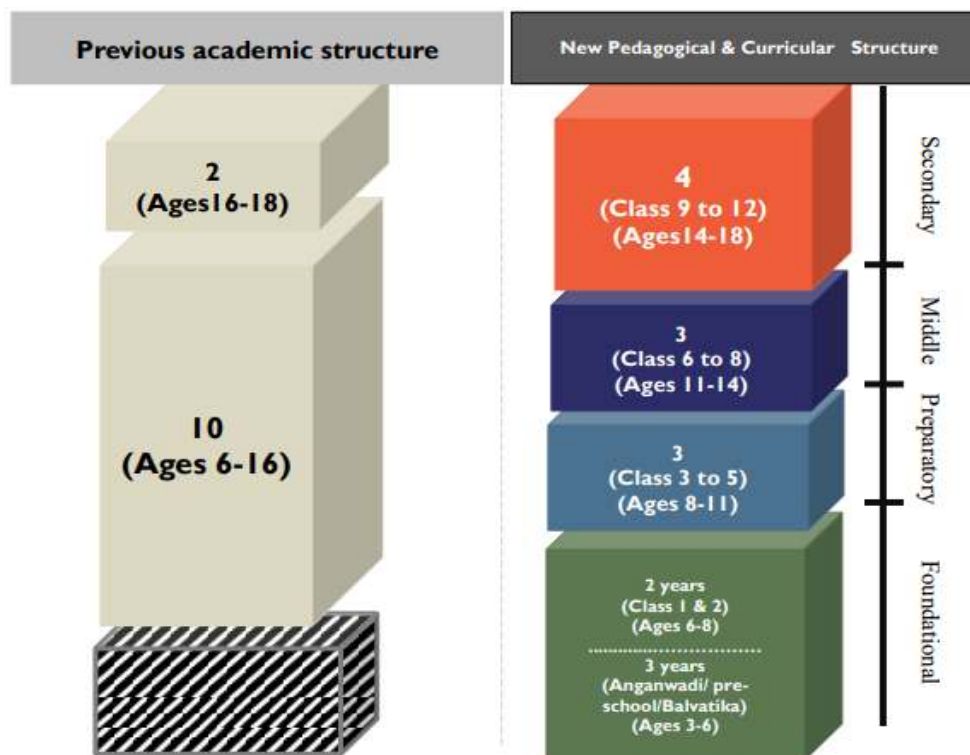 Previous academic structure
New Pedagogical & Curricular Structure
2
(Ages16-18)
10
(Ages 6-16)
4
(Class 9 to 12)
(Ages14-18)
3
(Class 6 to 8)
(Ages 11-14)
3
(Class 3 to 5)
(Ages 8-11)
2 years
(Class 1 & 2)
(Ages 6-8)
3 years
(Anganwadi/ pre-
school/Balvatika)
(Ages 3-6)
Secondary
Middle
Preparatory
Foundational